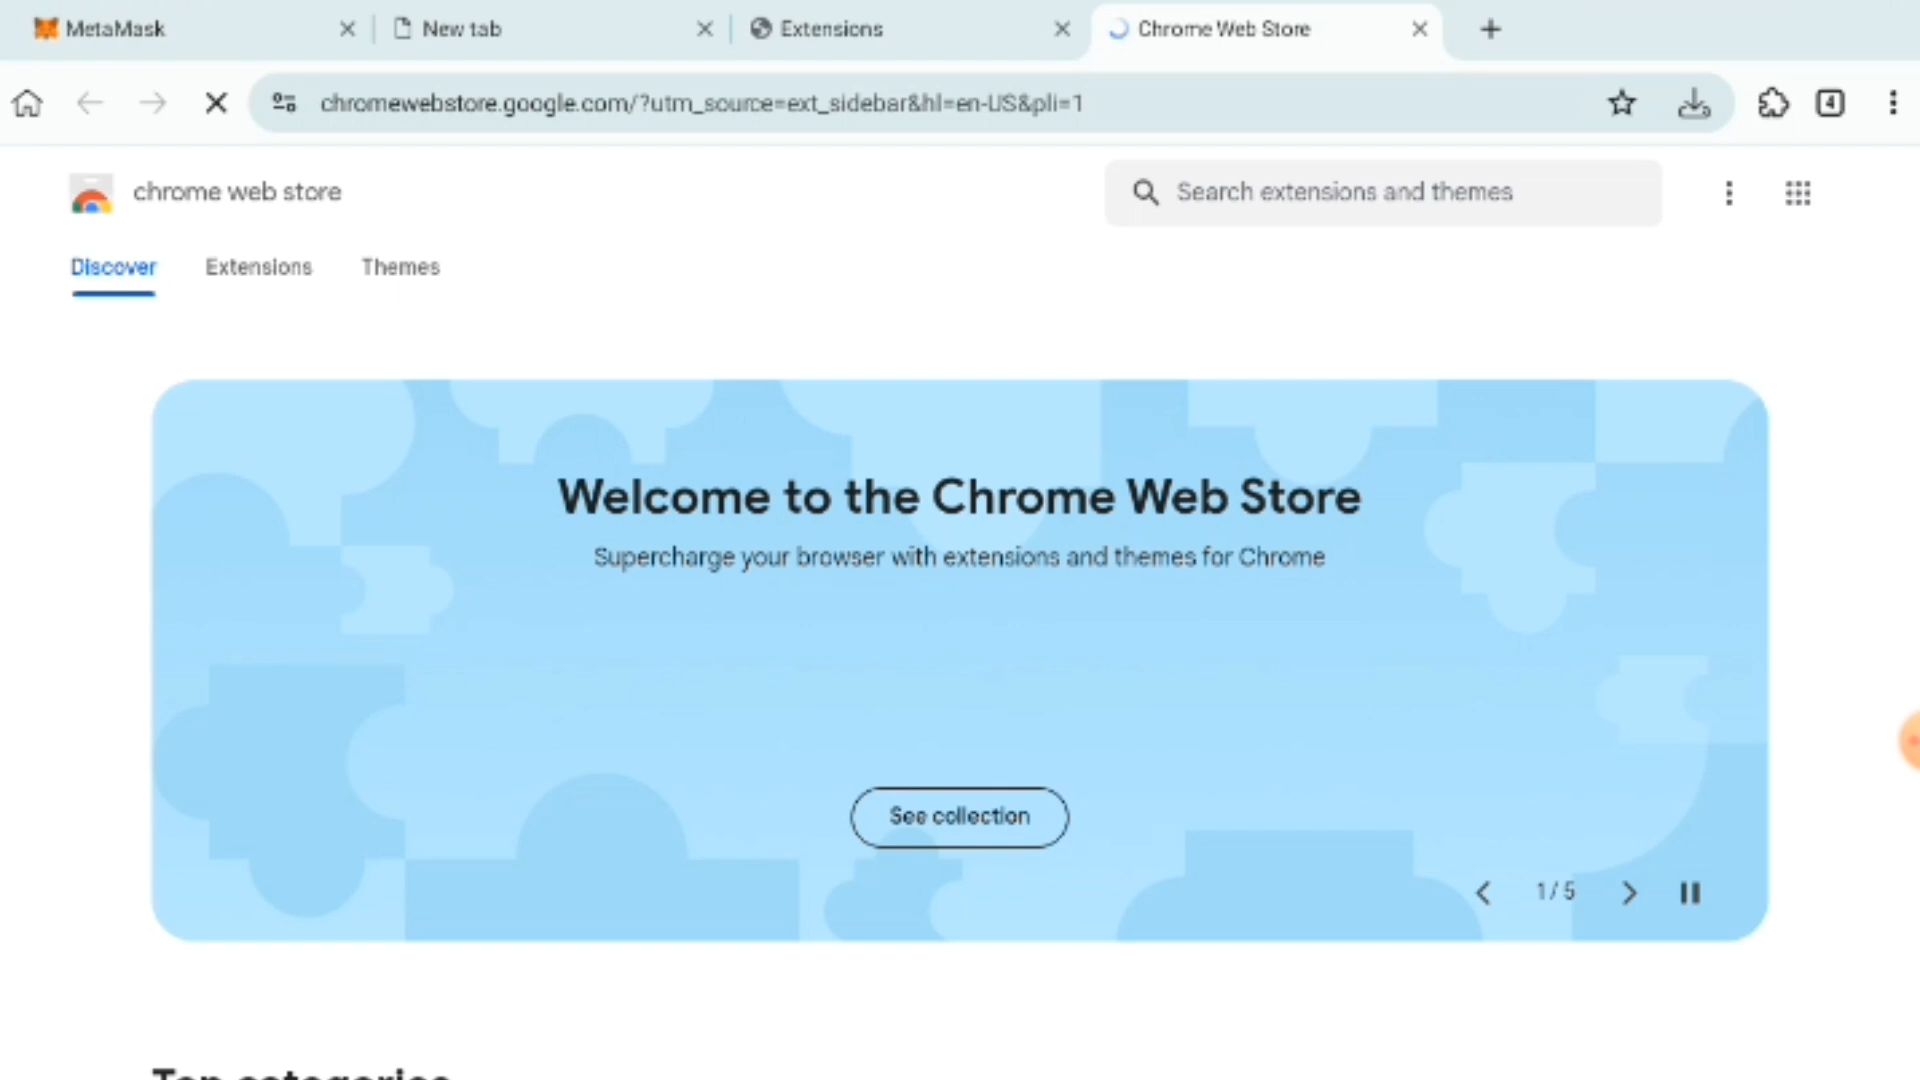 MetaMask
New tab
Extensions
Chrome Web Store
chromewebstore.google.com/?utm_source=ext_sidebar&hl=en-US&pli=1
4
chrome web store
Search extensions and themes
Discover
Extensions
Themes
Welcome to the Chrome Web Store
Supercharge your browser with extensions and themes for Chrome
See collection
1/5
Top categories